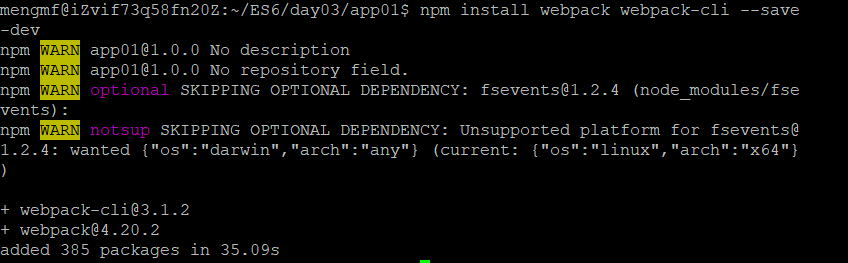 mengmf@iZvif73q58fn20Z:~/ES6/day03/app01$ npm install webpack webpack-cli --save
-dev
npm WARN app01@1.0.0 No description
npm WARN app01@1.0.0 No repository field.
npm WARN optional SKIPPING OPTIONAL DEPENDENCY: fsevents@1.2.4 (node_modules/fse
vents):
npm WARN notsup SKIPPING OPTIONAL DEPENDENCY: Unsupported platform for fsevents@
1.2.4: wanted {"os":"darwin","arch":"any"} (current: {"os":"linux","arch":"x64"}
)
+ webpack-cli@3.1.2
+ webpack@4.20.2
added 385 packages in 35.09s